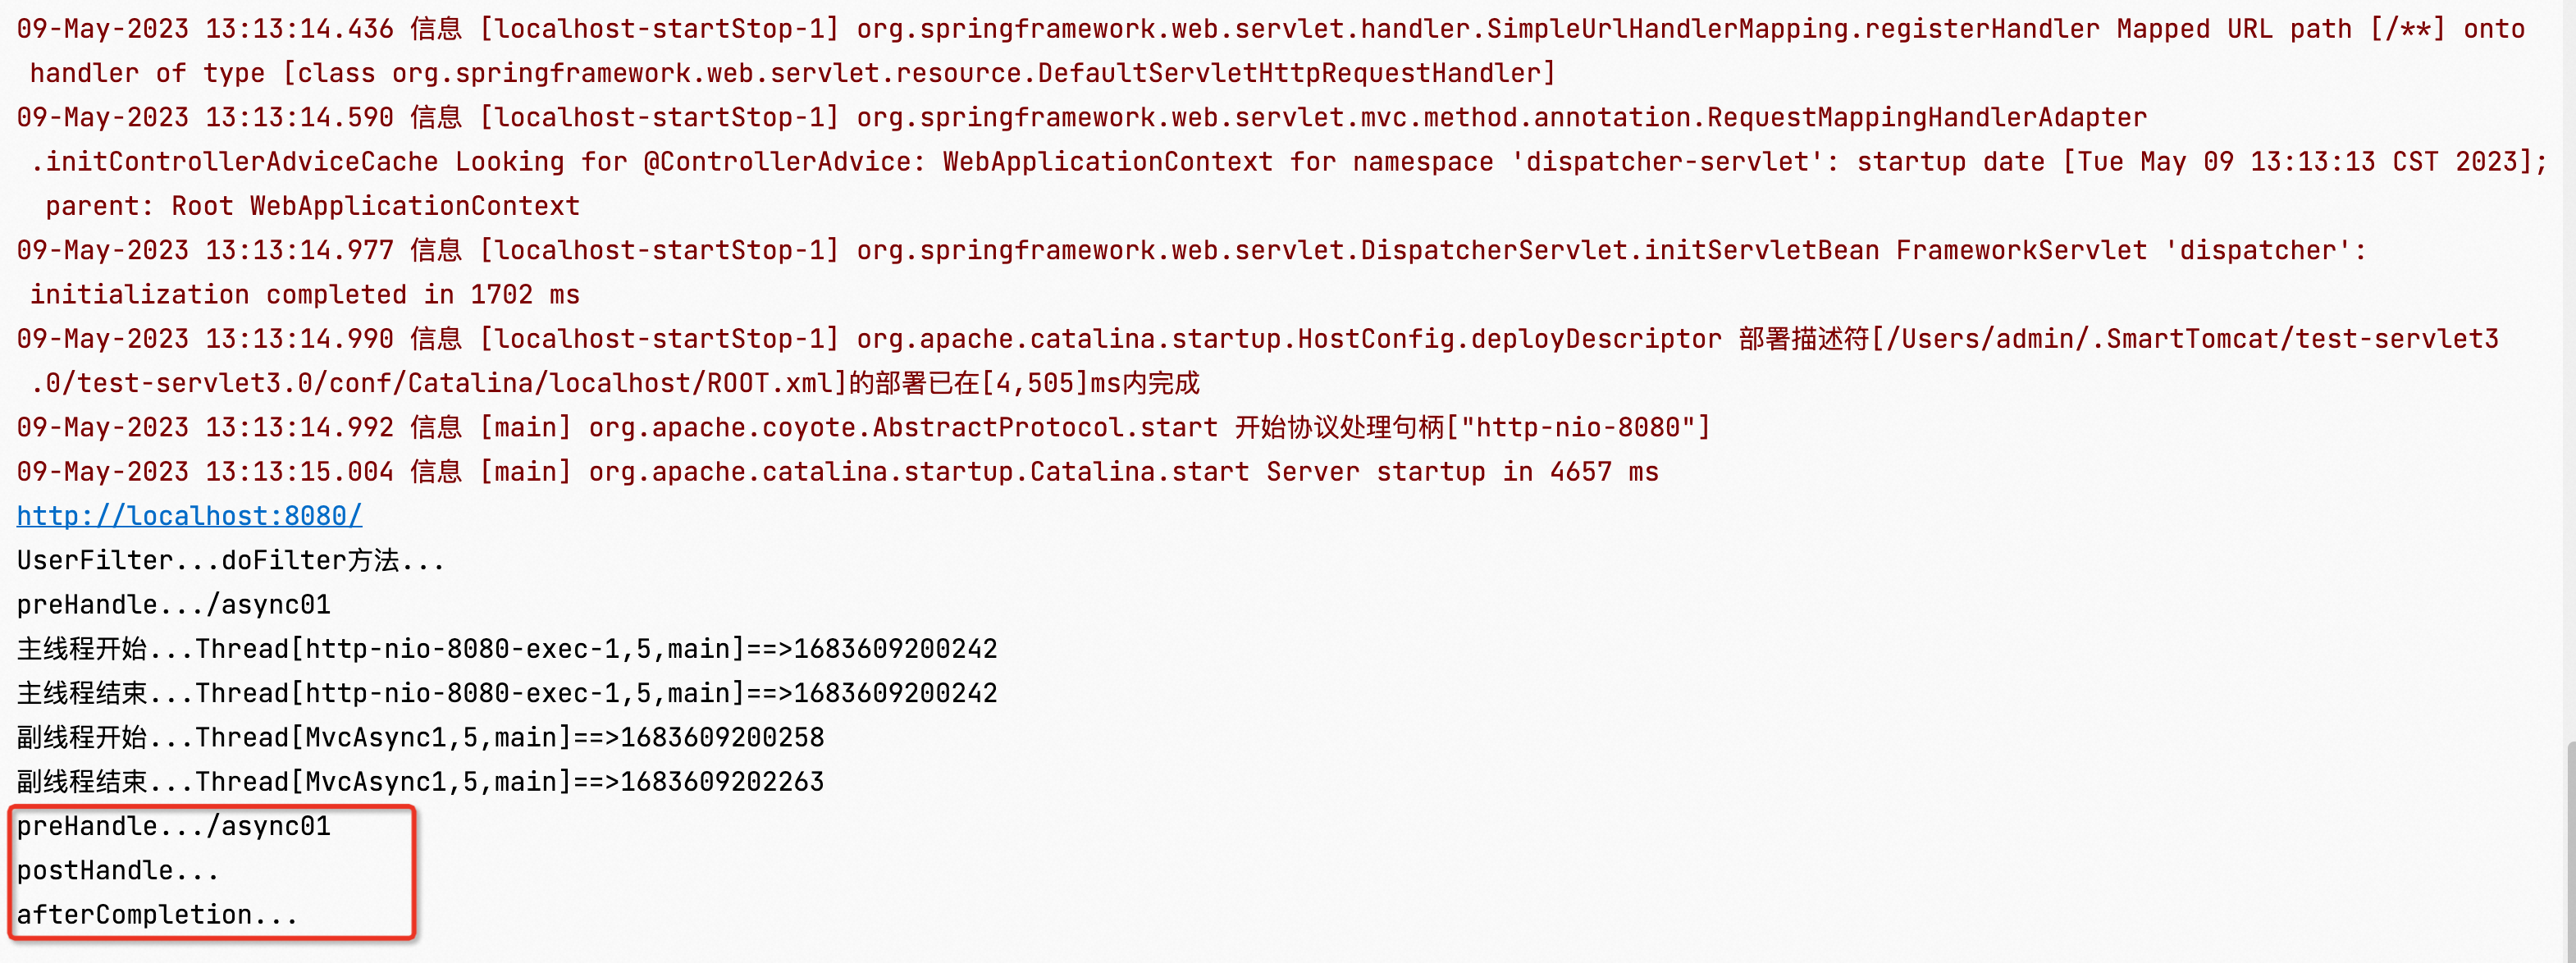 09-May-2023 13:13:14.436 信息 [localhost-startStop-1] org.springframework.web.servlet.handler.SimpleUrlHandlerMapping.registerHandler Mapped URL path [/**] onto
handler of type [class org.springframework.web.servlet.resource.DefaultServletHttpRequestHandler]
09-May-2023 13:13:14.590 信息 [localhost-startStop-1] org.springframework.web.servlet.mvc.method.annotation.RequestMappingHandlerAdapter
.initControllerAdviceCache Looking for @ControllerAdvice: WebApplicationContext for namespace 'dispatcher-servlet': startup date [Tue May 09 13:13:13 CST 2023];
parent: Root WebApplicationContext
09-May-2023 13:13:14.977 信息 [localhost-startStop-1] org.springframework.web.servlet.DispatcherServlet.initServletBean FrameworkServlet 'dispatcher':
initialization completed in 1702 ms
09-May-2023 13:13:14.990 信息 [localhost-startStop-1] org.apache.catalina.startup.HostConfig.deployDescriptor 部署描述符[/Users/admin/.SmartTomcat/test-servlet3
.0/test-servlet3.0/conf/Catalina/localhost/ROOT.xml]的部署已在[4,505]ms内完成
09-May-2023 13:13:14.992 信息 [main] org.apache.coyote.AbstractProtocol.start 开始协议处理句柄["http-nio-8080"]
09-May-2023 13:13:15.004 信息 [main] org.apache.catalina.startup.Catalina.start Server startup in 4657 ms
http://localhost:8080/
UserFilter...doFilter方法...
preHandle.../async01
主线程开始...Thread[http-nio-8080-exec-1,5,main]==>1683609200242
主线程结束...Thread[http-nio-8080-exec-1,5,main]==>1683609200242
副线程开始...Thread[MvcAsync1,5,main]==>1683609200258
副线程结束...Thread[MvcAsync1,5,main]==>1683609202263
preHandle.../async01
postHandle...
afterCompletion...